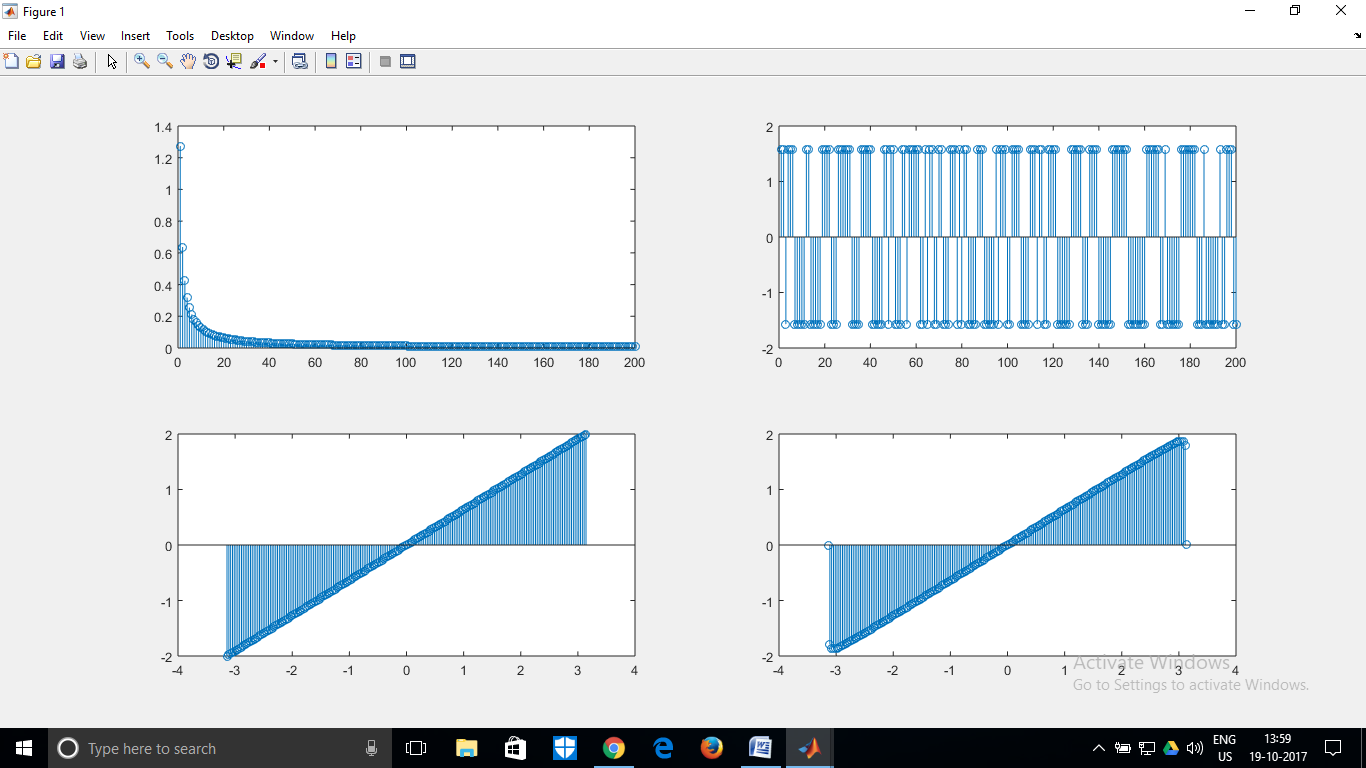 Figure 1
File Edit View Insert Tools Desktop Window Help
1.4
1.2
1
0.8
0.6
0.4
0.2
0
0 20 40 60 80 100 120 140 160 180 200
2
1
0
-1
-2
0 20 40 60 80 100 120 140 160 180 200
2
1
0
-1
-2
-4 -3 -2 -1 0 1 2 3 4
2
1
0
-1
-2
-4 -3 -2 -1 0 1 2 3 4
Activate Windows
Go to Settings to activate Windows.
Type here to search
ENG
US
13:59
19-10-2017